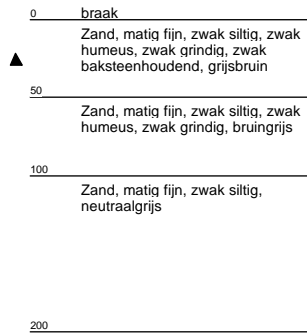 0 braak
Zand, matig fijn, zwak siltig, zwak
humeus, zwak grindig, zwak
baksteenhoudend, grijsbruin
50
Zand, matig fijn, zwak siltig, zwak
humeus, zwak grindig, bruingrijs
100
Zand, matig fijn, zwak siltig,
neutraalgrijs
200